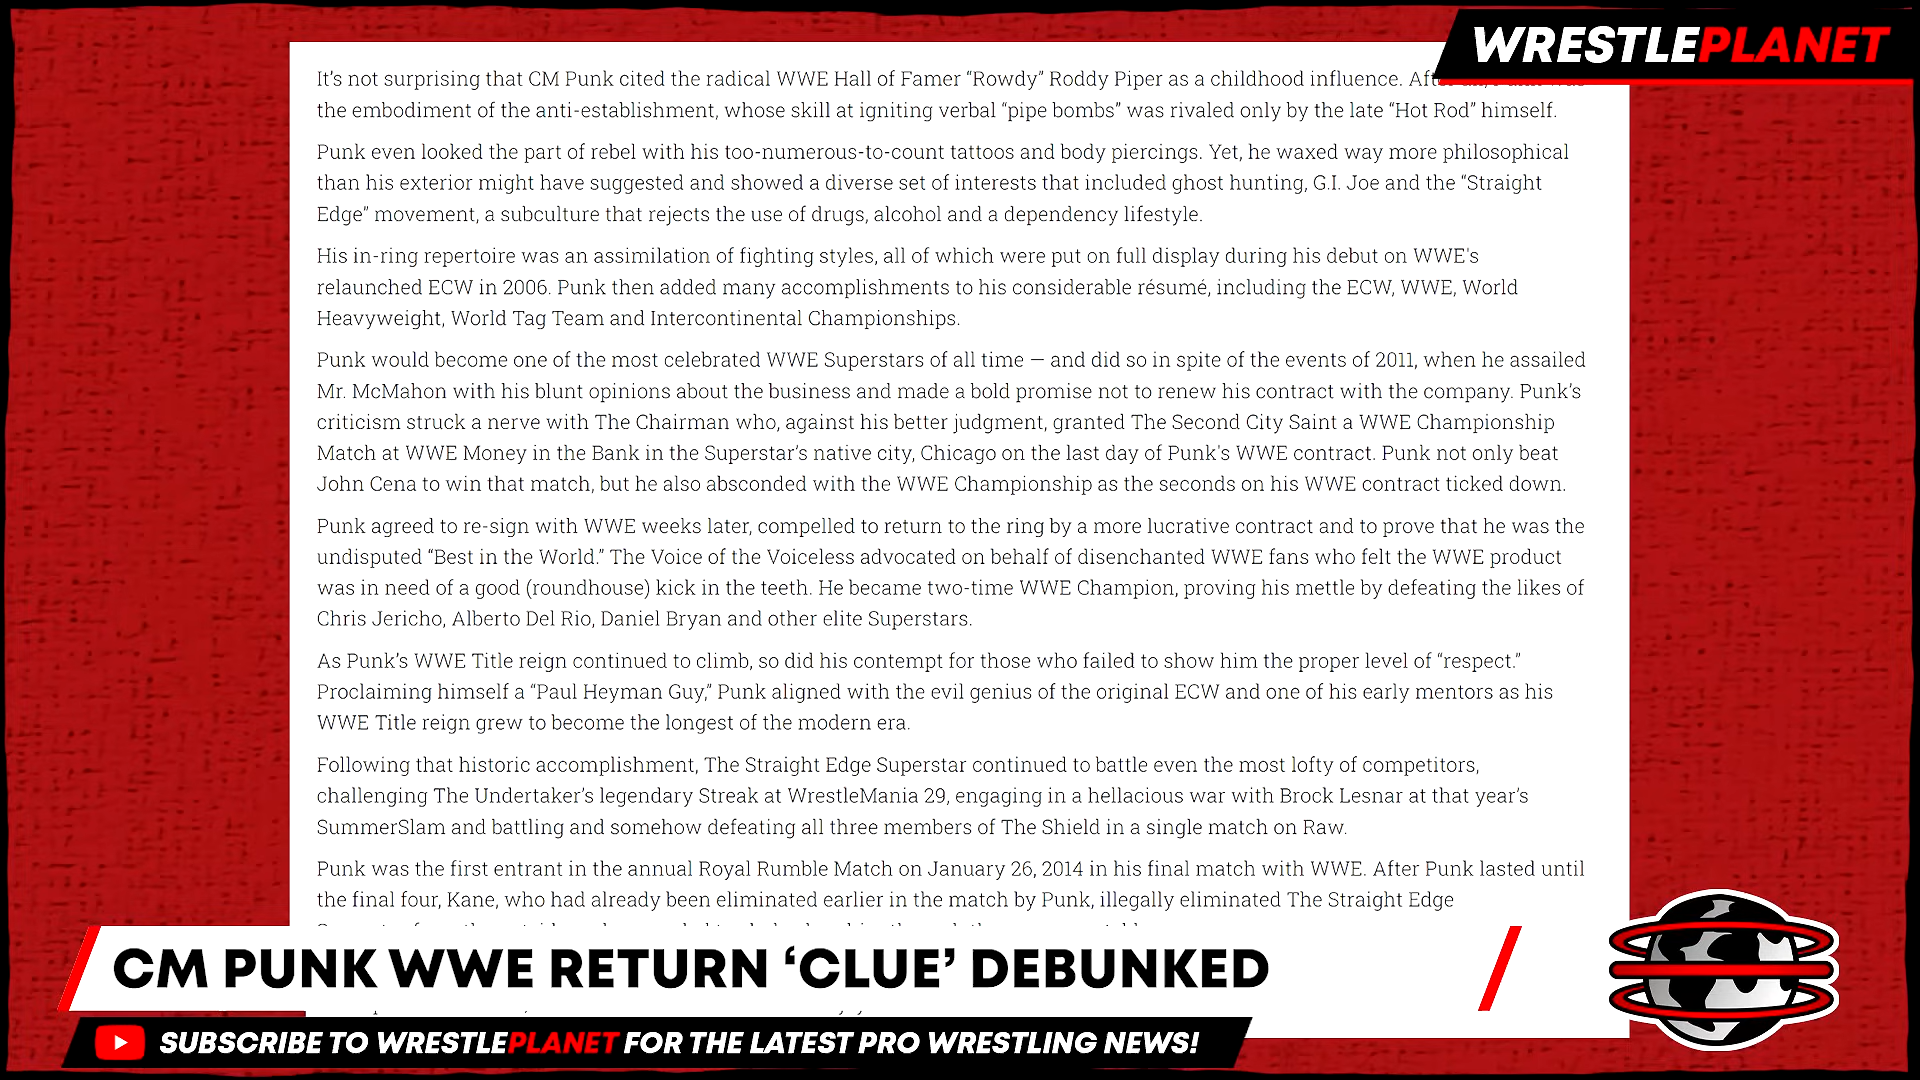 WRESTLEPLANET
It’s not surprising that CM Punk cited the radical WWE Hall of Famer “Rowdy” Roddy Piper as a childhood influence.
the embodiment of the anti-establishment, whose skill at igniting verbal “pipe bombs” was rivaled only by the late “Hot Rod” himself.
Punk even looked the part of rebel with his too-numerous-to-count tattoos and body piercings. Yet, he waxed way more philosophical
than his exterior might have suggested and showed a diverse set of interests that included ghost hunting, G.I. Joe and the “Straight
Edge” movement, a subculture that rejects the use of drugs, alcohol and a dependency lifestyle.
His in-ring repertoire was an assimilation of fighting styles, all of which were put on full display during his debut on WWE's
relaunched ECW in 2006. Punk then added many accomplishments to his considerable résumé, including the ECW, WWE, World
Heavyweight, World Tag Team and Intercontinental Championships.
Punk would become one of the most celebrated WWE Superstars of all time — and did so in spite of the events of 2011, when he assailed
Mr. McMahon with his blunt opinions about the business and made a bold promise not to renew his contract with the company. Punk’s
criticism struck a nerve with The Chairman who, against his better judgment, granted The Second City Saint a WWE Championship
Match at WWE Money in the Bank in the Superstar’s native city, Chicago on the last day of Punk's WWE contract. Punk not only beat
John Cena to win that match, but he also absconded with the WWE Championship as the seconds on his WWE contract ticked down.
Punk agreed to re-sign with WWE weeks later, compelled to return to the ring by a more lucrative contract and to prove that he was the
undisputed “Best in the World.” The Voice of the Voiceless advocated on behalf of disenchanted WWE fans who felt the WWE product
was in need of a good (roundhouse) kick in the teeth. He became two-time WWE Champion, proving his mettle by defeating the likes of
Chris Jericho, Alberto Del Rio, Daniel Bryan and other elite Superstars.
As Punk’s WWE Title reign continued to climb, so did his contempt for those who failed to show him the proper level of “respect.”
Proclaiming himself a “Paul Heyman Guy,” Punk aligned with the evil genius of the original ECW and one of his early mentors as his
WWE Title reign grew to become the longest of the modern era.
Following that historic accomplishment, The Straight Edge Superstar continued to battle even the most lofty of competitors,
challenging The Undertaker’s legendary Streak at WrestleMania 29, engaging in a hellacious war with Brock Lesnar at that year’s
SummerSlam and battling and somehow defeating all three members of The Shield in a single match on Raw.
Punk was the first entrant in the annual Royal Rumble Match on January 26, 2014 in his final match with WWE. After Punk lasted until
the final four, Kane, who had already been eliminated earlier in the match by Punk, illegally eliminated The Straight Edge
CM PUNK WWE RETURN ‘CLUE’ DEBUNKED
SUBSCRIBE TO WRESTLEPLANET FOR THE LATEST PRO WRESTLING NEWS!